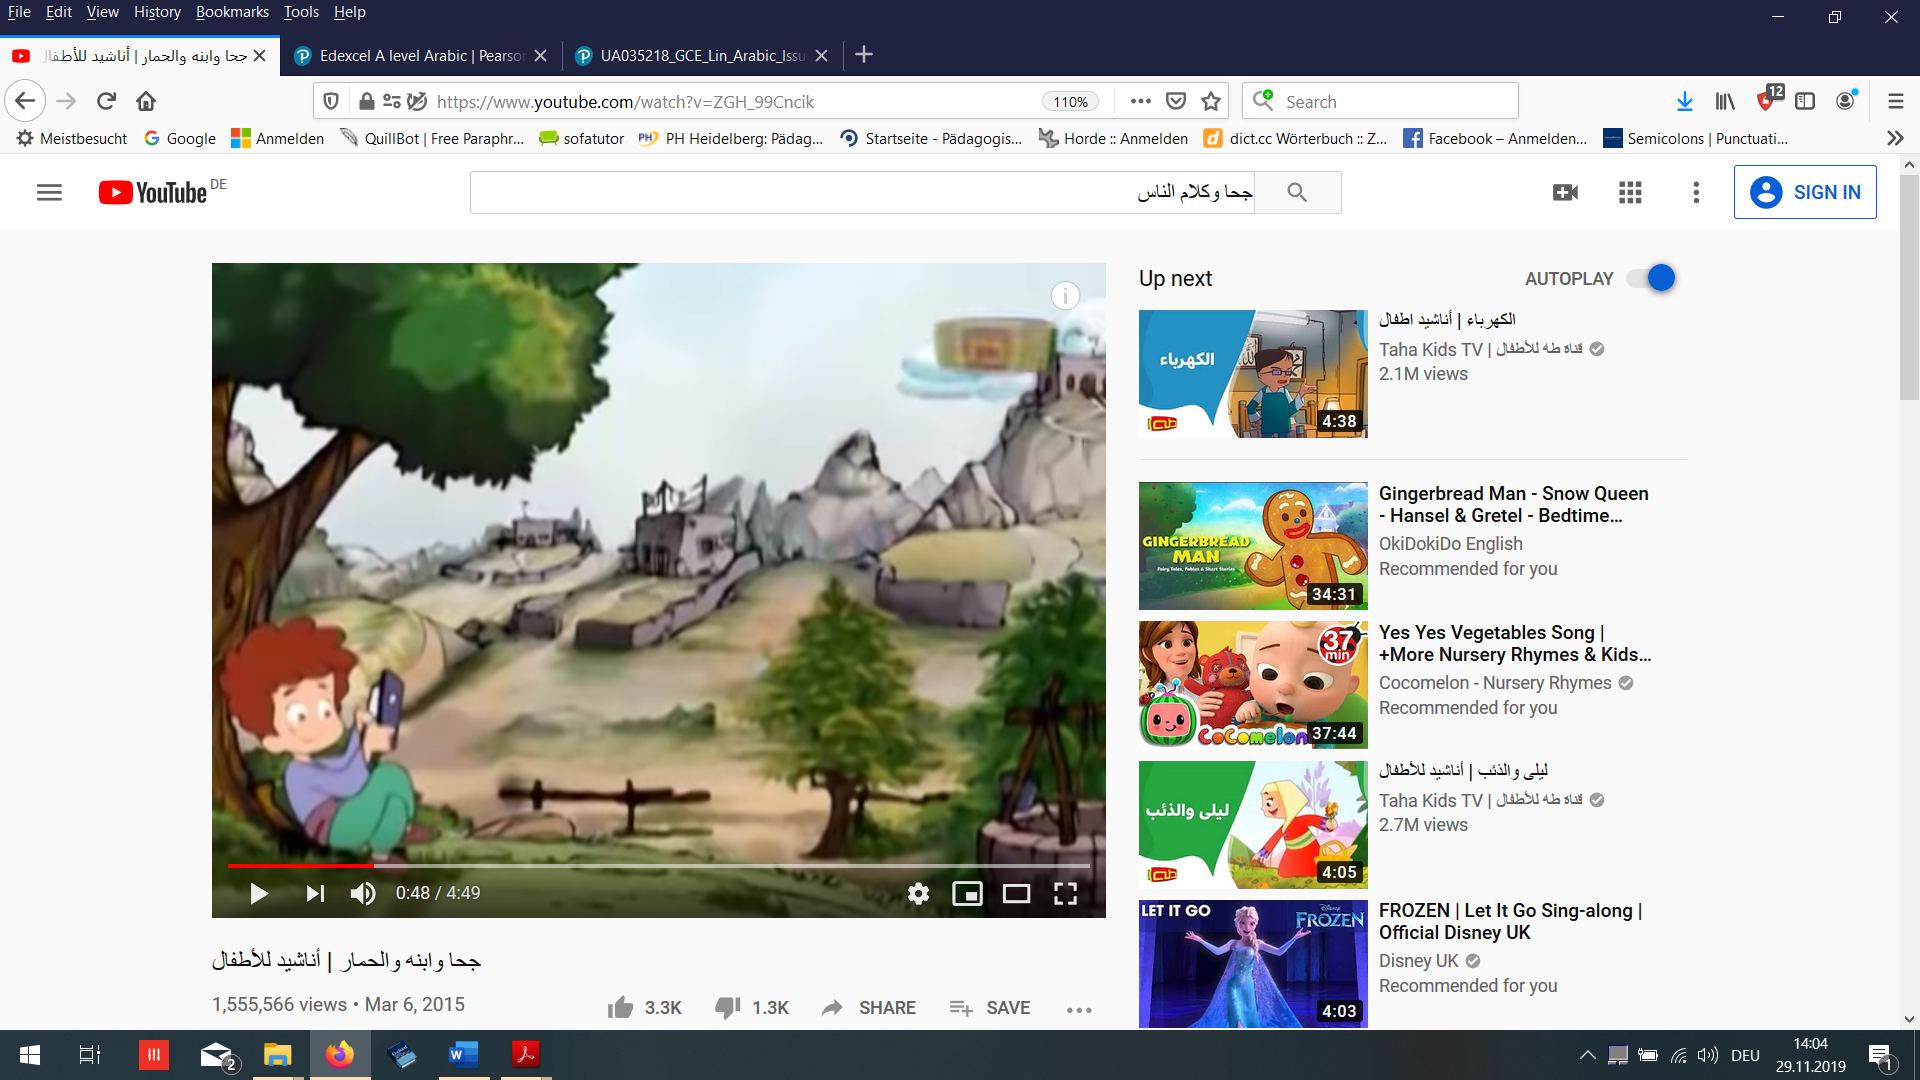 File Edit View History Bookmarks Tools Help
جحا وابنه والحمار | أناشيد للأطفال
Edexcel A level Arabic | Pearson
UA035218_GCE_Lin_Arabic_Issu
https://www.youtube.com/watch?v=ZGH_99Cncik
110%
Search
12
Meistbesucht Google Anmelden QuillBot | Free Paraphr... sofatutor PH Heidelberg: Pädag... Startseite - Pädagogis... Horde :: Anmelden dict.cc Wörterbuch :: Z... Facebook – Anmelden... Semicolons | Punctuati...
YouTube DE
جحا وكلام الناس
SIGN IN
Up next
AUTOPLAY
الكهرباء
4:38
الكهرباء | أناشيد اطفال
Taha Kids TV | قناة طه للأطفال
2.1M views
GINGERBREAD
MAN
Fairy Tales, Fables & Short Stories
34:31
Gingerbread Man - Snow Queen
- Hansel & Gretel - Bedtime...
OkiDokiDo English
Recommended for you
37
min
CoComelon
37:44
Yes Yes Vegetables Song |
+More Nursery Rhymes & Kids...
Cocomelon - Nursery Rhymes
Recommended for you
ليلى والذئب
4:05
ليلى والذئب | أناشيد للأطفال
Taha Kids TV | قناة طه للأطفال
2.7M views
LET IT GO
Disney
FROZEN
4:03
FROZEN | Let It Go Sing-along |
Official Disney UK
Disney UK
Recommended for you
0:48 / 4:49
جحا وابنه والحمار | أناشيد للأطفال
1,555,566 views • Mar 6, 2015
3.3K
1.3K
SHARE
SAVE
2
DEU
14:04
29.11.2019
1